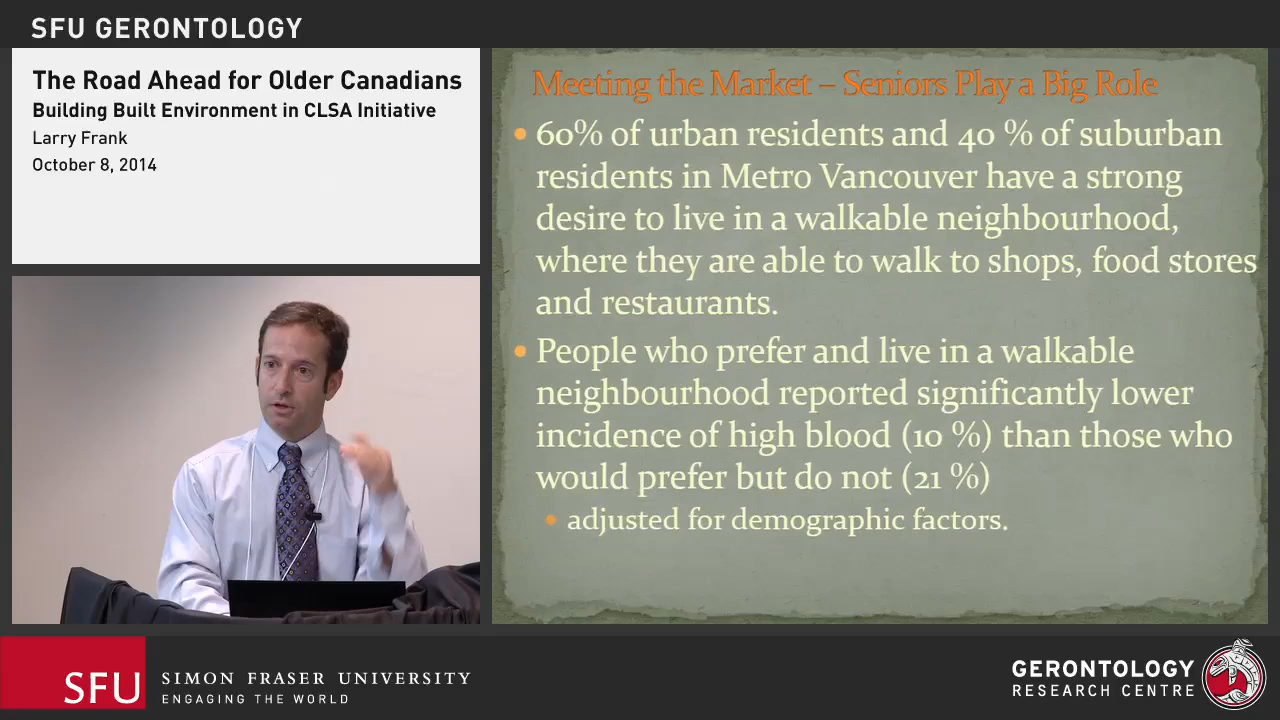 SFU GERONTOLOGY
The Road Ahead for Older Canadians
Building Built Environment in CLSA Initiative
Larry Frank
October 8, 2014
Meeting the Market – Seniors Play a Big Role
• 60% of urban residents and 40 % of suburban
residents in Metro Vancouver have a strong
desire to live in a walkable neighbourhood,
where they are able to walk to shops, food stores
and restaurants.
• People who prefer and live in a walkable
neighbourhood reported significantly lower
incidence of high blood (10 %) than those who
would prefer but do not (21 %)
• adjusted for demographic factors.
SFU
SIMON FRASER UNIVERSITY
ENGAGING THE WORLD
GERONTOLOGY
RESEARCH CENTRE